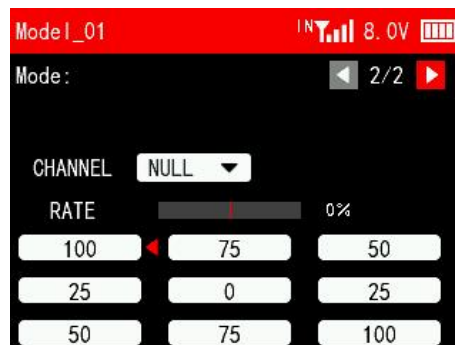 Model_01 IN 8.0V
Mode: 2/2
CHANNEL NULL
RATE 0%
100 75 50
25 0 25
50 75 100